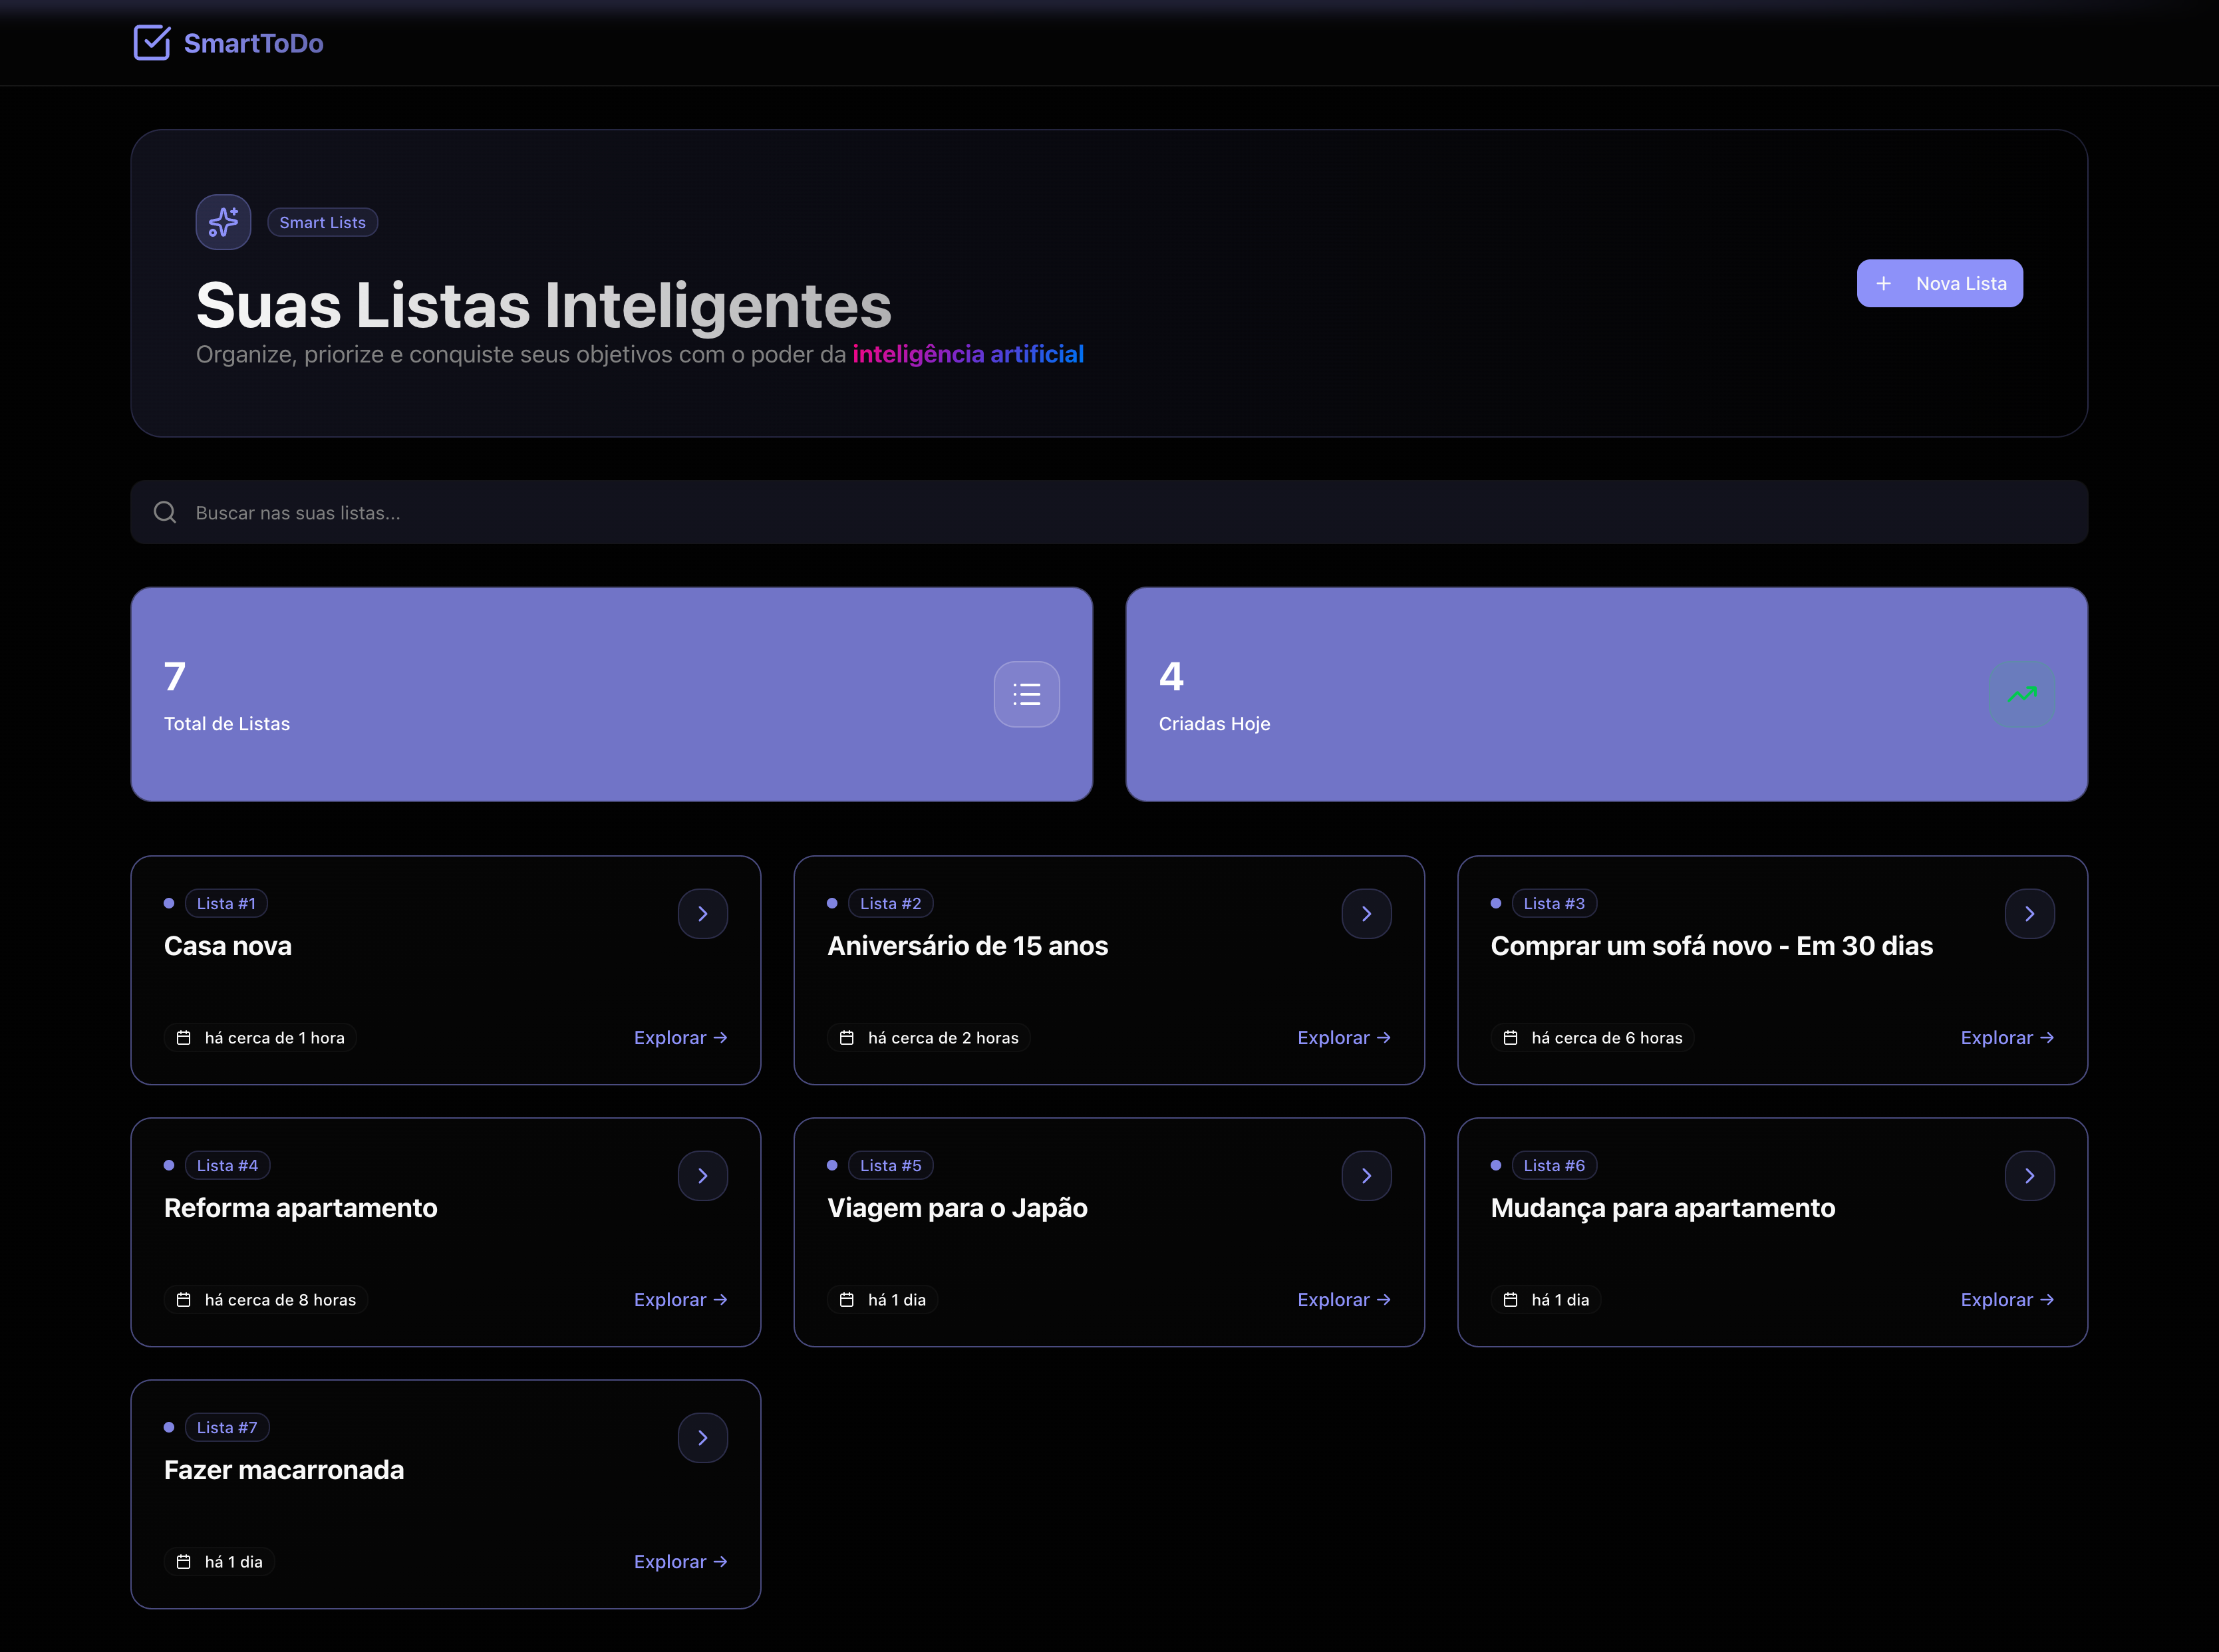 SmartToDo
Smart Lists
Suas Listas Inteligentes
Organize, priorize e conquiste seus objetivos com o poder da inteligência artificial
Nova Lista
Buscar nas suas listas...
7
Total de Listas
4
Criadas Hoje
Lista #1
Casa nova
há cerca de 1 hora
Explorar →
Lista #2
Aniversário de 15 anos
há cerca de 2 horas
Explorar →
Lista #3
Comprar um sofá novo - Em 30 dias
há cerca de 6 horas
Explorar →
Lista #4
Reforma apartamento
há cerca de 8 horas
Explorar →
Lista #5
Viagem para o Japão
há 1 dia
Explorar →
Lista #6
Mudança para apartamento
há 1 dia
Explorar →
Lista #7
Fazer macarronada
há 1 dia
Explorar →